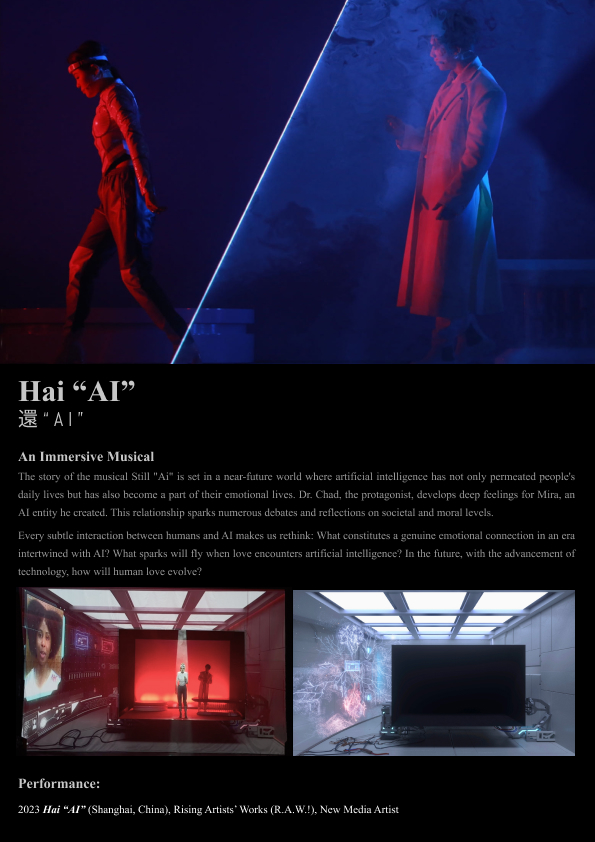 Hai “AI”
還“AI”
An Immersive Musical
The story of the musical Still "Ai" is set in a near-future world where artificial intelligence has not only permeated people's
daily lives but has also become a part of their emotional lives. Dr. Chad, the protagonist, develops deep feelings for Mira, an
AI entity he created. This relationship sparks numerous debates and reflections on societal and moral levels.
Every subtle interaction between humans and AI makes us rethink: What constitutes a genuine emotional connection in an era
intertwined with AI? What sparks will fly when love encounters artificial intelligence? In the future, with the advancement of
technology, how will human love evolve?
Performance:
2023 Hai “AI” (Shanghai, China), Rising Artists’ Works (R.A.W.!), New Media Artist